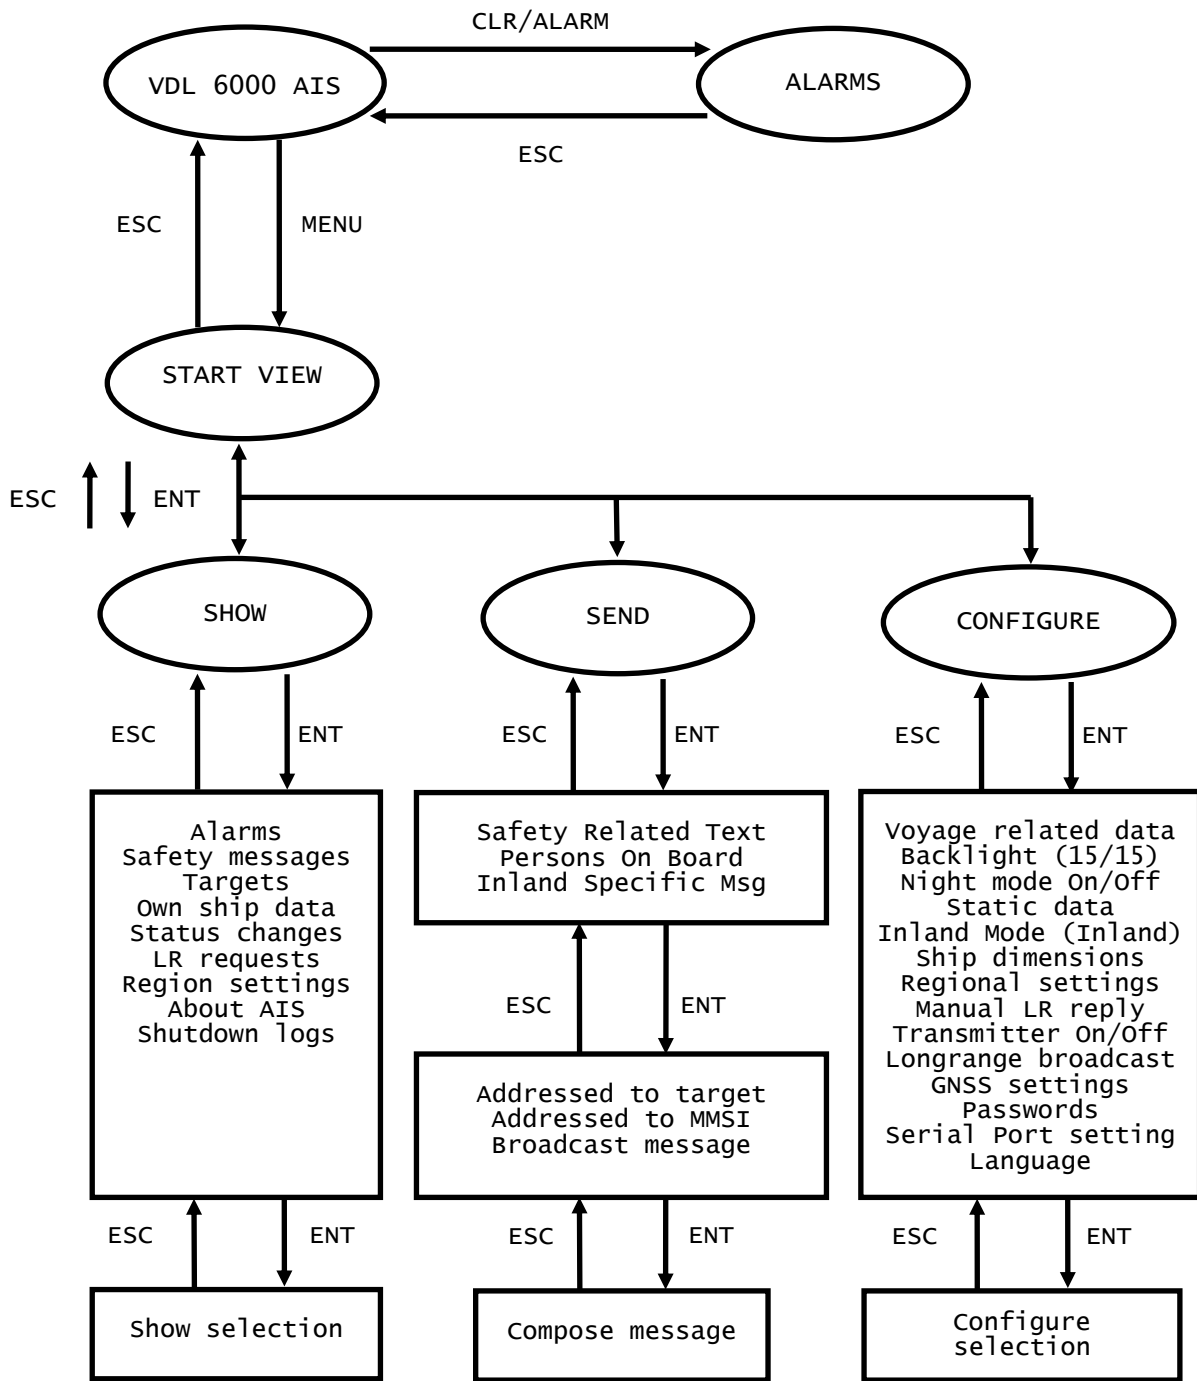 CLR/ALARM
VDL 6000 AIS
ALARMS
ESC
ESC
MENU
START VIEW
ESC
ENT
SHOW
SEND
CONFIGURE
ESC
ENT
ESC
ENT
ESC
ENT
Alarms
Safety messages
Targets
Own ship data
Status changes
LR requests
Region settings
About AIS
Shutdown logs
Safety Related Text
Persons On Board
Inland Specific Msg
ESC
ENT
Addressed to target
Addressed to MMSI
Broadcast message
Voyage related data
Backlight (15/15)
Night mode On/Off
Static data
Inland Mode (Inland)
Ship dimensions
Regional settings
Manual LR reply
Transmitter On/Off
Longrange broadcast
GNSS settings
Passwords
Serial Port setting
Language
ESC
ENT
ESC
ENT
ESC
ENT
Show selection
Compose message
Configure
selection